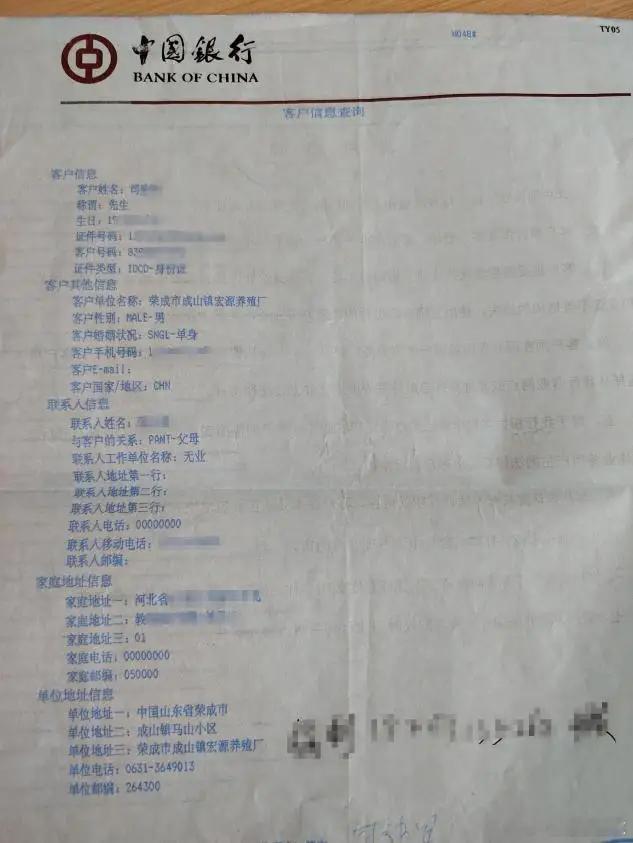 中国銀行
BANK OF CHINA
TY05
客户信息查询
客户信息
客户姓名：司
称谓：先生
生日：1
证件号码：1
客户号码：83
证件类型：IDCD-身份证
客户其他信息
客户单位名称：荣成市成山镇宏源养殖厂
客户性别：MALE-男
客户婚姻状况：SNGL-单身
客户手机号码：1
客户E-mail：
客户国家/地区：CHN
联系人信息
联系人姓名：
与客户的关系：PANT-父母
联系人工作单位名称：无业
联系人地址第一行：
联系人地址第二行：
联系人地址第三行：
联系人电话：00000000
联系人移动电话：
联系人邮编：
家庭地址信息
家庭地址一：河北省
家庭地址二：教
家庭地址三：01
家庭电话：00000000
家庭邮编：050000
单位地址信息
单位地址一：中国山东省荣成市
单位地址二：成山镇马山小区
单位地址三：荣成市成山镇宏源养殖厂
单位电话：0631-3649013
单位邮编：264300